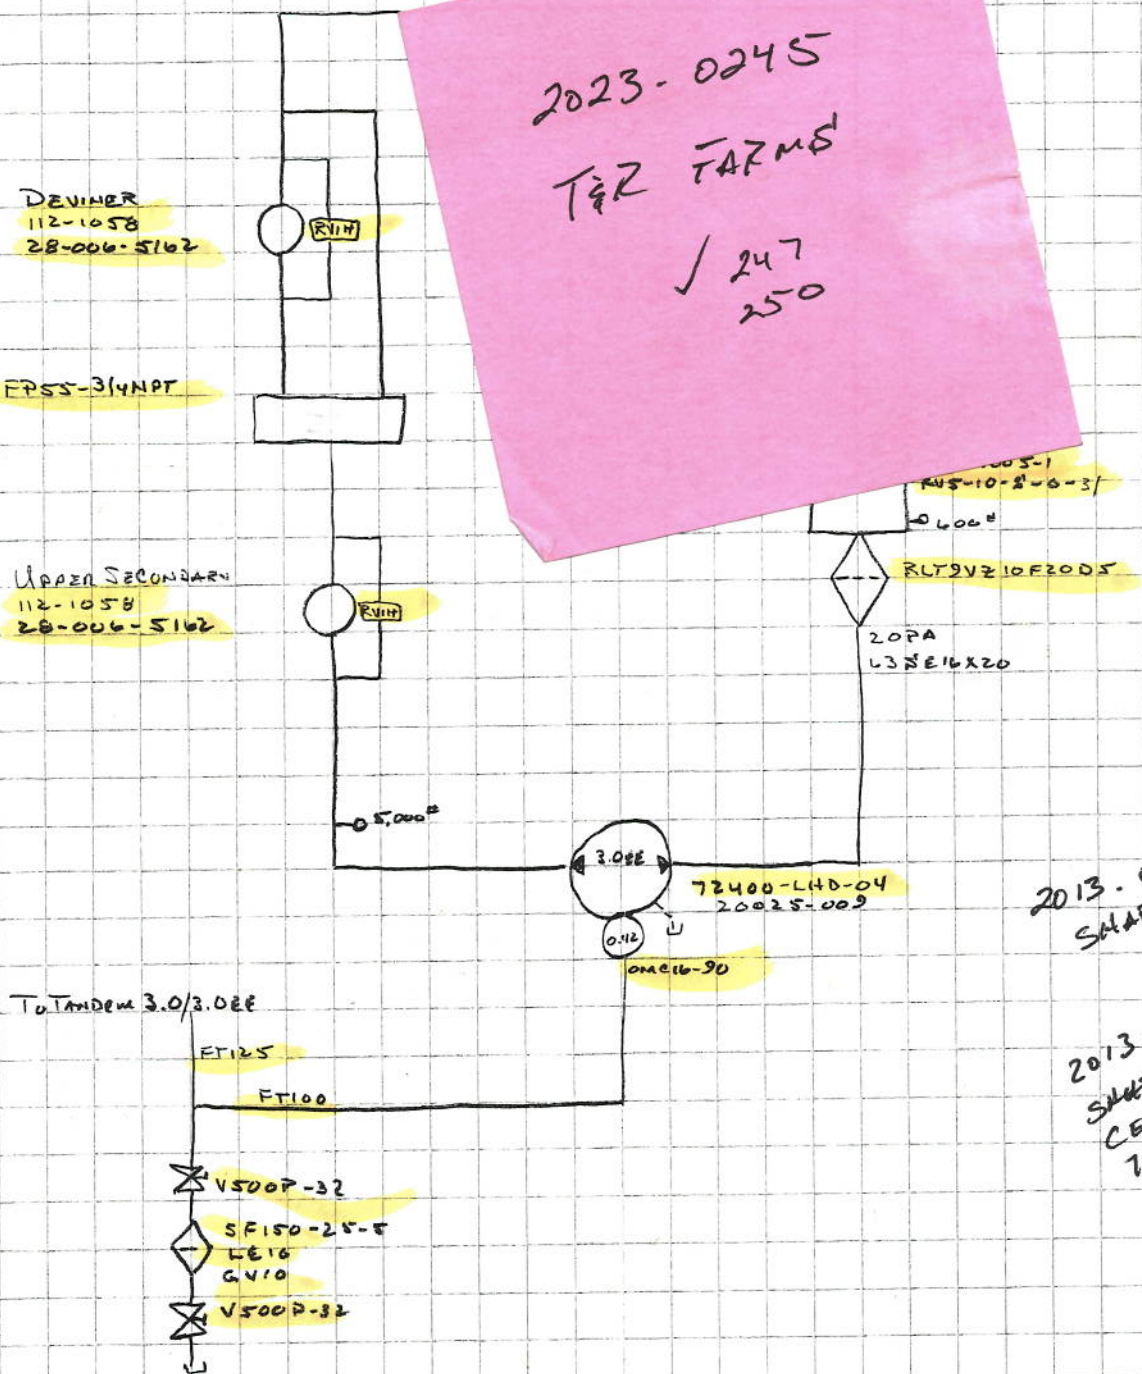 2023-0245
T&R FARMS
✓ 247
250
DEVINER
112-1058
28-006-5162
RV1H
FP55-3/4NPT
005-1
RV5-10-S-0-3/
600#
RLT9VZ10F20D5
20PA
L3SE16X20
UPPER SECONDARY
112-1058
28-006-5162
RV1H
5,000#
3.0EE
72400-LHD-04
20025-009
0.42
OMC16-90
2013.
TO TANDEM 3.0/3.0EE
FT125
FT100
2013
V500P-32
SF150-25-5
LE16
GV10
V500P-32